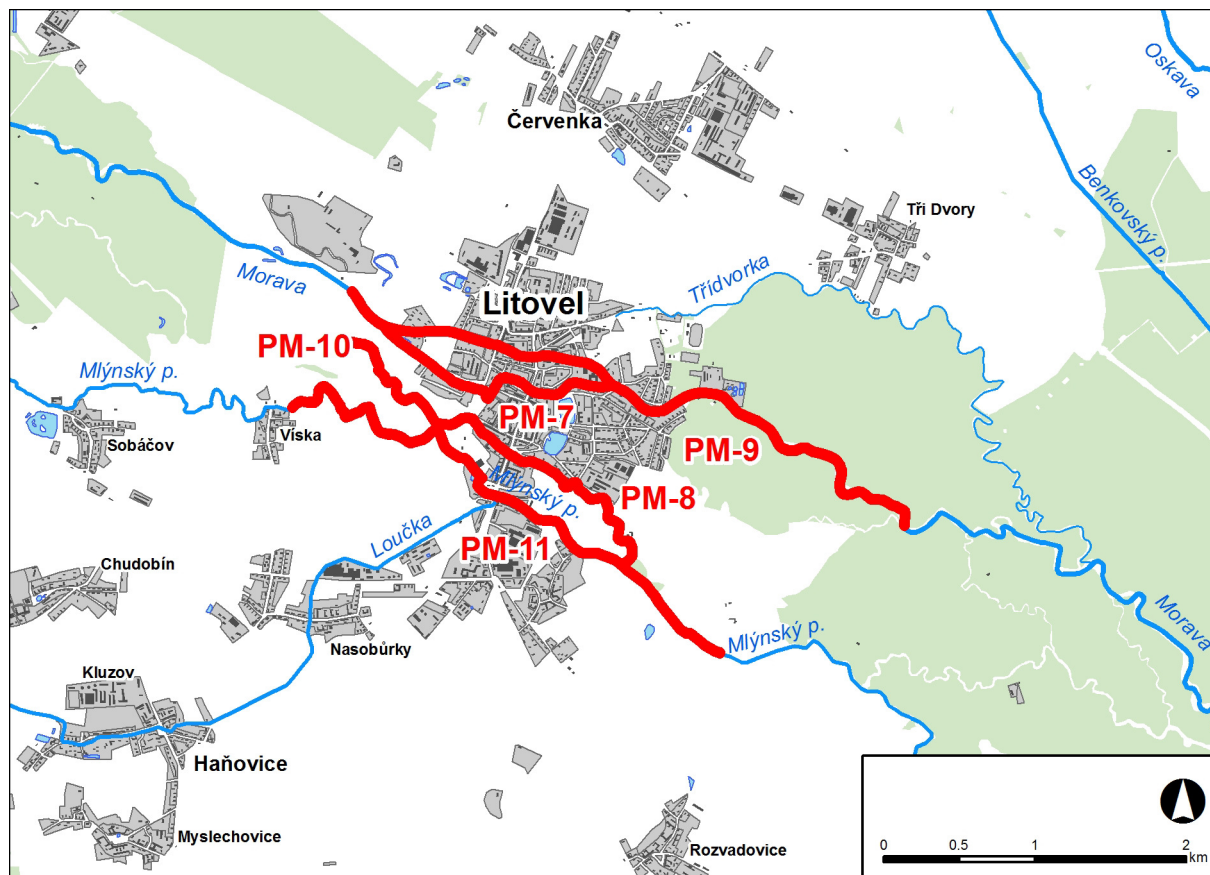 Oskava
Červenka
Benkovský p.
Tři Dvory
Morava
Třídvorka
Litovel
PM-10
Mlýnský p.
PM-7
Víska
Sobáčov
PM-9
Mlýnský p.
PM-8
Loučka
PM-11
Chudobín
Morava
Nasobůrky
Mlýnský p.
Kluzov
Haňovice
Myslechovice
Rozvadovice
0 0.5 1 2
km